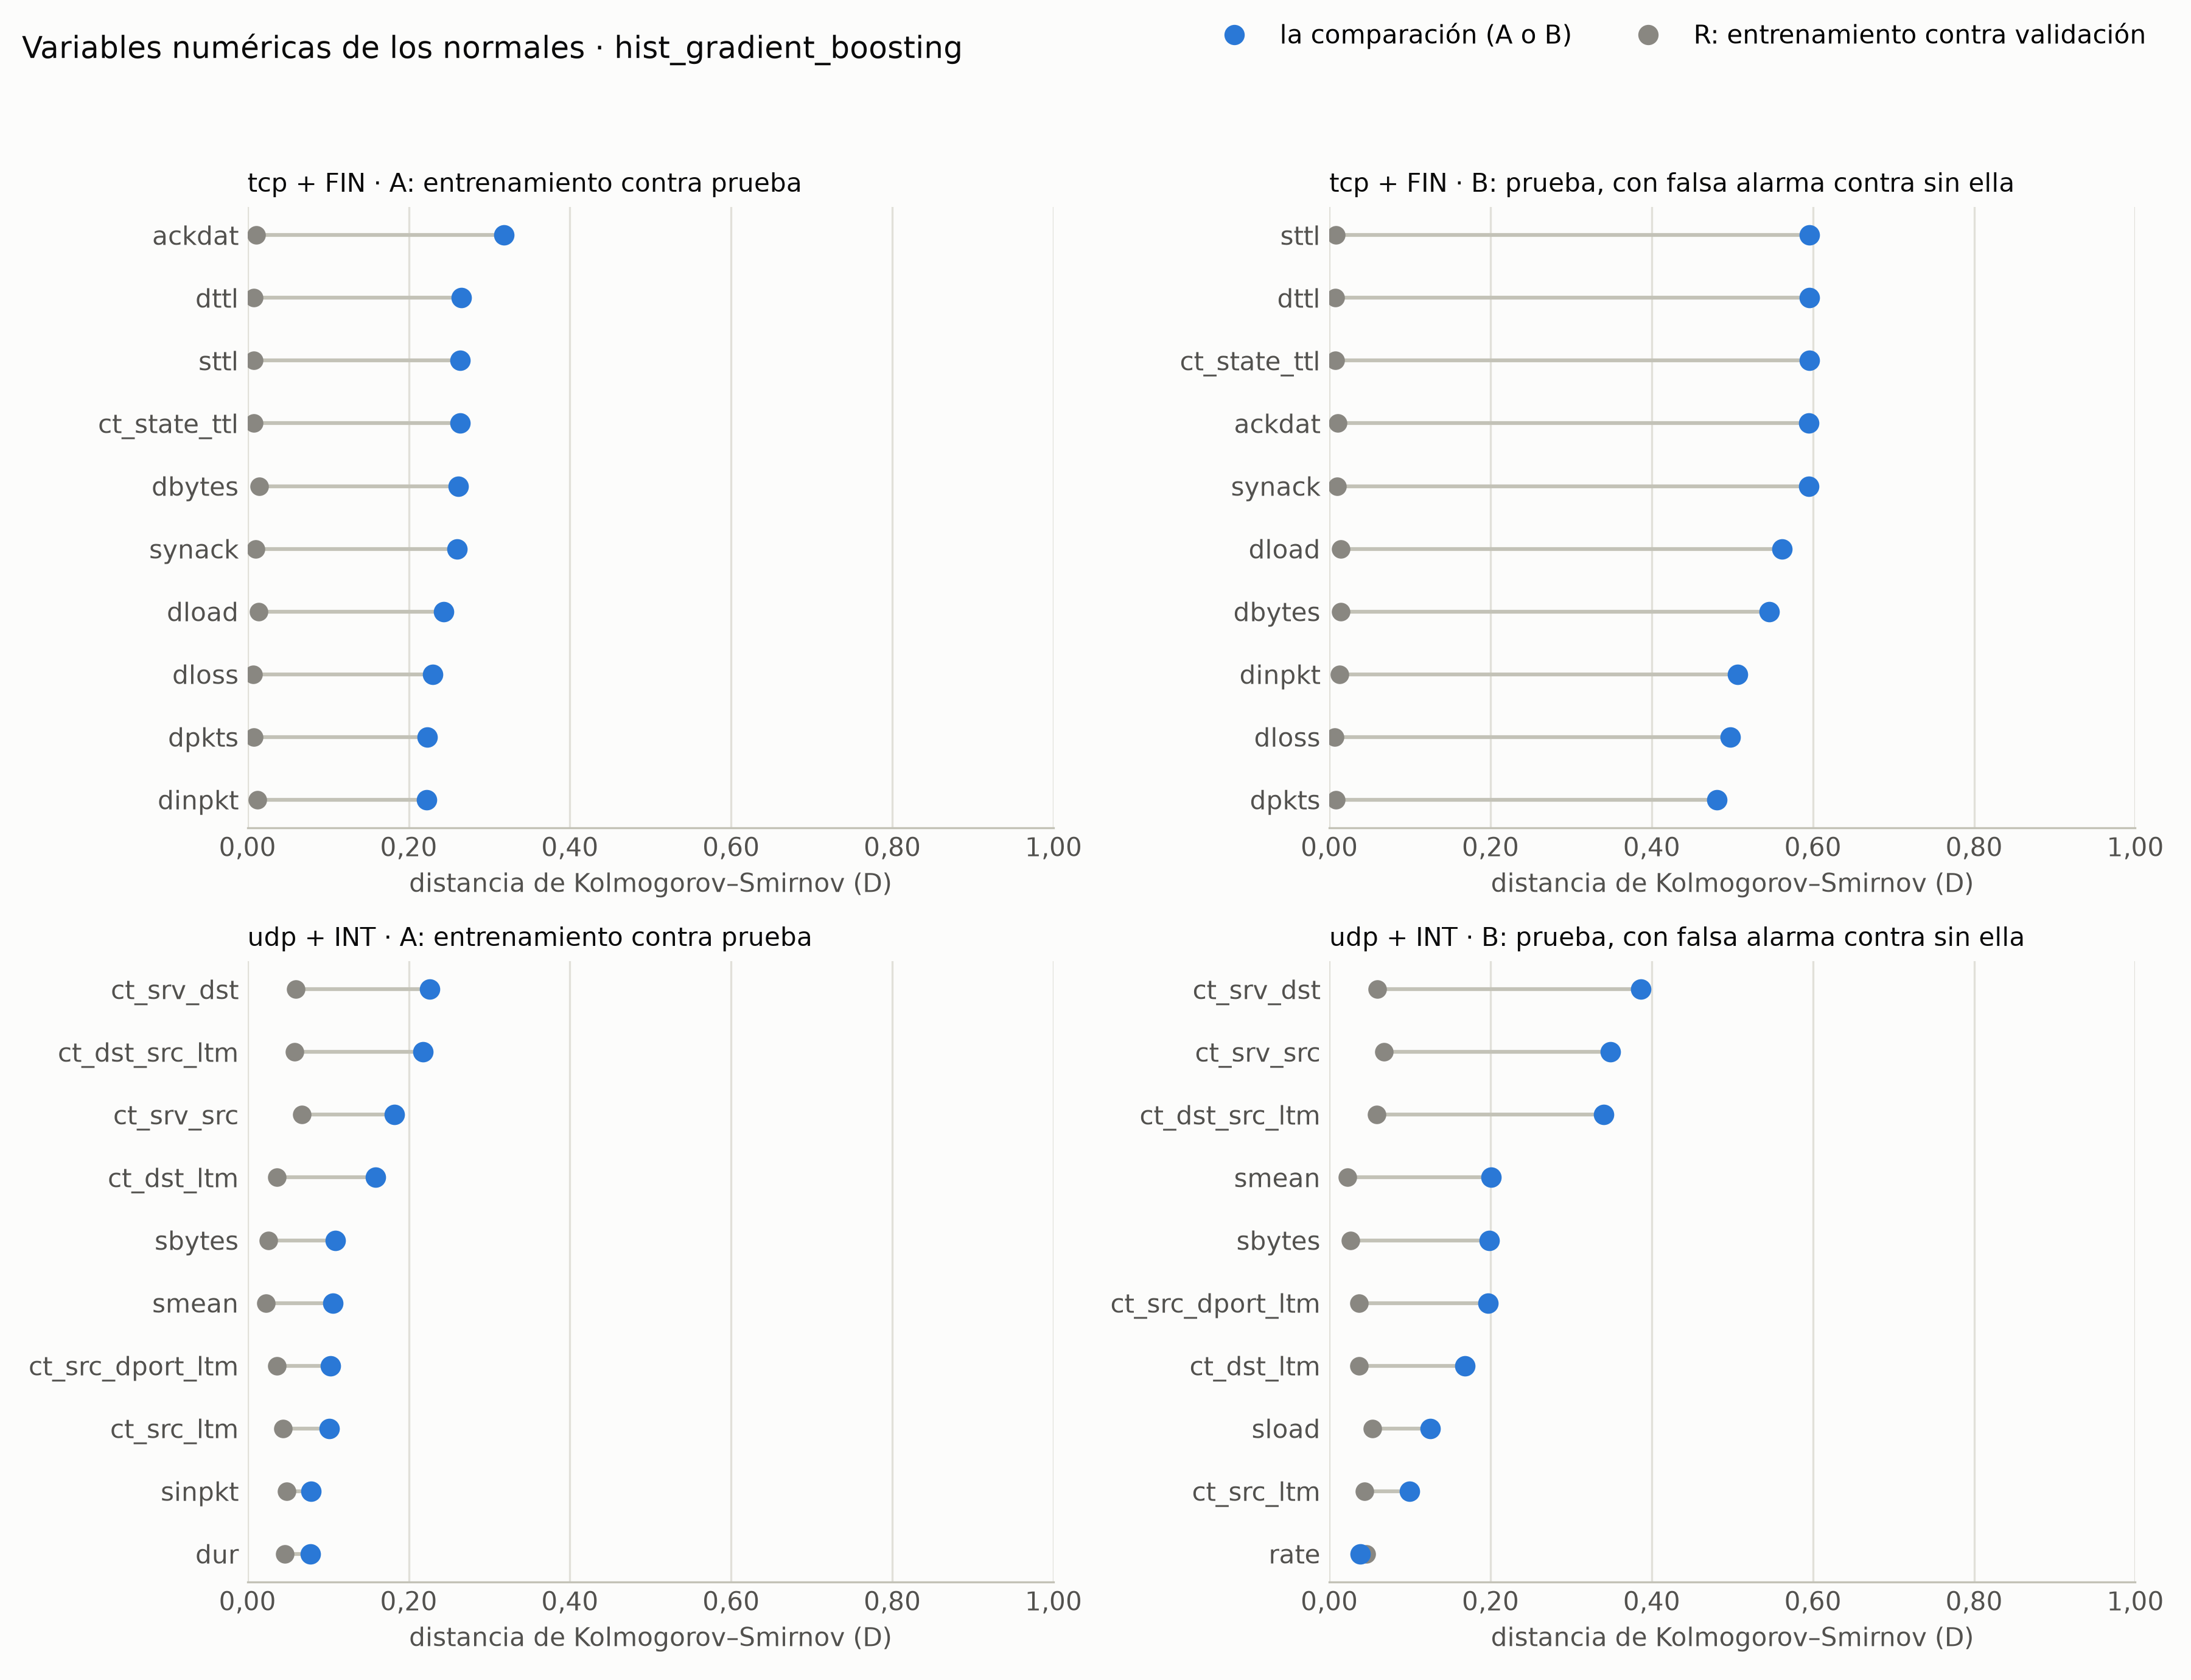 Variables numéricas de los normales · hist_gradient_boosting
la comparación (A o B)
R: entrenamiento contra validación
tcp + FIN · A: entrenamiento contra prueba
ackdat
dttl
sttl
ct_state_ttl
dbytes
synack
dload
dloss
dpkts
dinpkt
0,00 0,20 0,40 0,60 0,80 1,00
distancia de Kolmogorov–Smirnov (D)
tcp + FIN · B: prueba, con falsa alarma contra sin ella
sttl
dttl
ct_state_ttl
ackdat
synack
dload
dbytes
dinpkt
dloss
dpkts
0,00 0,20 0,40 0,60 0,80 1,00
distancia de Kolmogorov–Smirnov (D)
udp + INT · A: entrenamiento contra prueba
ct_srv_dst
ct_dst_src_ltm
ct_srv_src
ct_dst_ltm
sbytes
smean
ct_src_dport_ltm
ct_src_ltm
sinpkt
dur
0,00 0,20 0,40 0,60 0,80 1,00
distancia de Kolmogorov–Smirnov (D)
udp + INT · B: prueba, con falsa alarma contra sin ella
ct_srv_dst
ct_srv_src
ct_dst_src_ltm
smean
sbytes
ct_src_dport_ltm
ct_dst_ltm
sload
ct_src_ltm
rate
0,00 0,20 0,40 0,60 0,80 1,00
distancia de Kolmogorov–Smirnov (D)